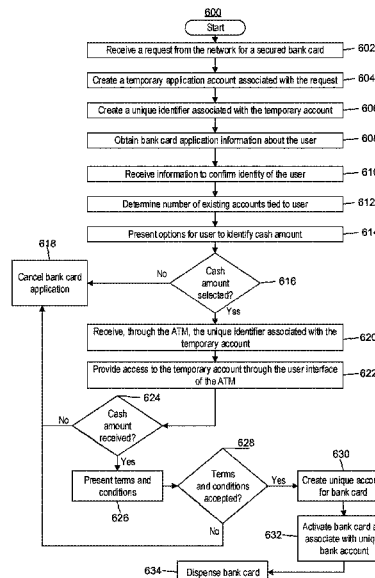 600
Start
Receive a request from the network for a secured bank card
602
Create a temporary application account associated with the request
604
Create a unique identifier associated with the temporary account
606
Obtain bank card application information about the user
608
Receive information to confirm identity of the user
610
Determine number of existing accounts tied to user
612
Present options for user to identify cash amount
614
618
Cancel bank card
application
No
Cash
amount
selected?
616
Yes
Receive, through the ATM, the unique identifier associated with the
temporary account
620
Provide access to the temporary account through the user interface
of the ATM
622
624
No
Cash
amount
received?
Yes
628
630
Present terms and
conditions
626
Terms
and conditions
accepted?
Yes
No
Create unique
for bank card
Activate bank card
associate with
bank account
632
634
Dispense bank card